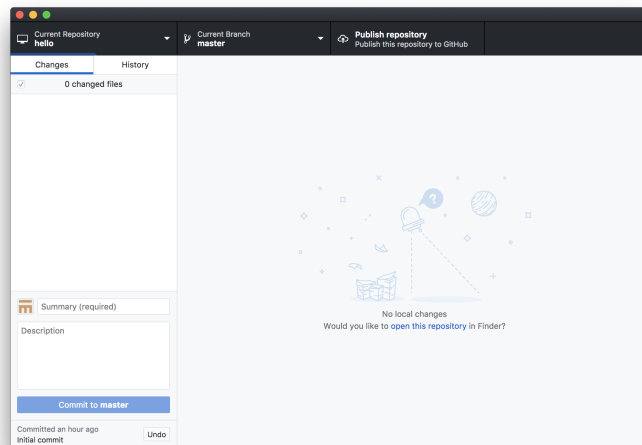 Current Repository
hello
Current Branch
master
Publish repository
Publish this repository to GitHub
Changes
History
0 changed files
?
No local changes
Would you like to open this repository in Finder?
Summary (required)
Description
Commit to master
Committed an hour ago
Initial commit
Undo